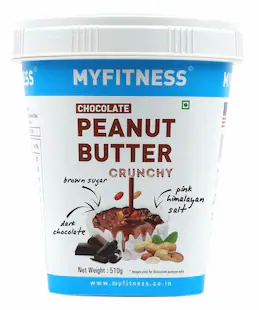 MYFITNESS
MYFITNESS
CHOCOLATE
PEANUT
BUTTER
CRUNCHY
brown sugar
pink
himalayan
salt
dark
chocolate
Net Weight : 510g
www.myfitness.co.in